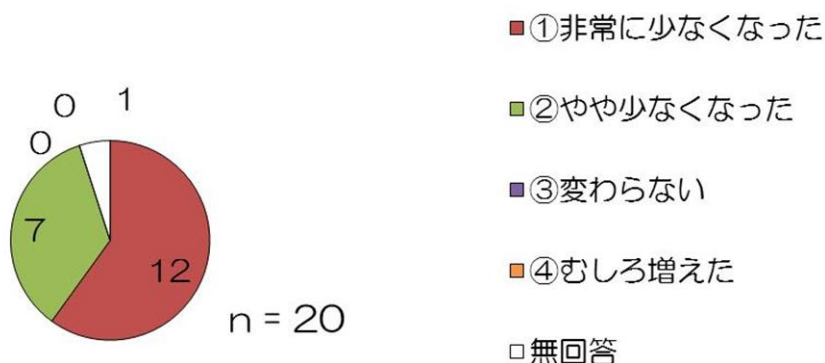 0
1
0
7
12
n = 20
①非常に少なくなった
②やや少なくなった
③変わらない
④むしろ増えた
無回答